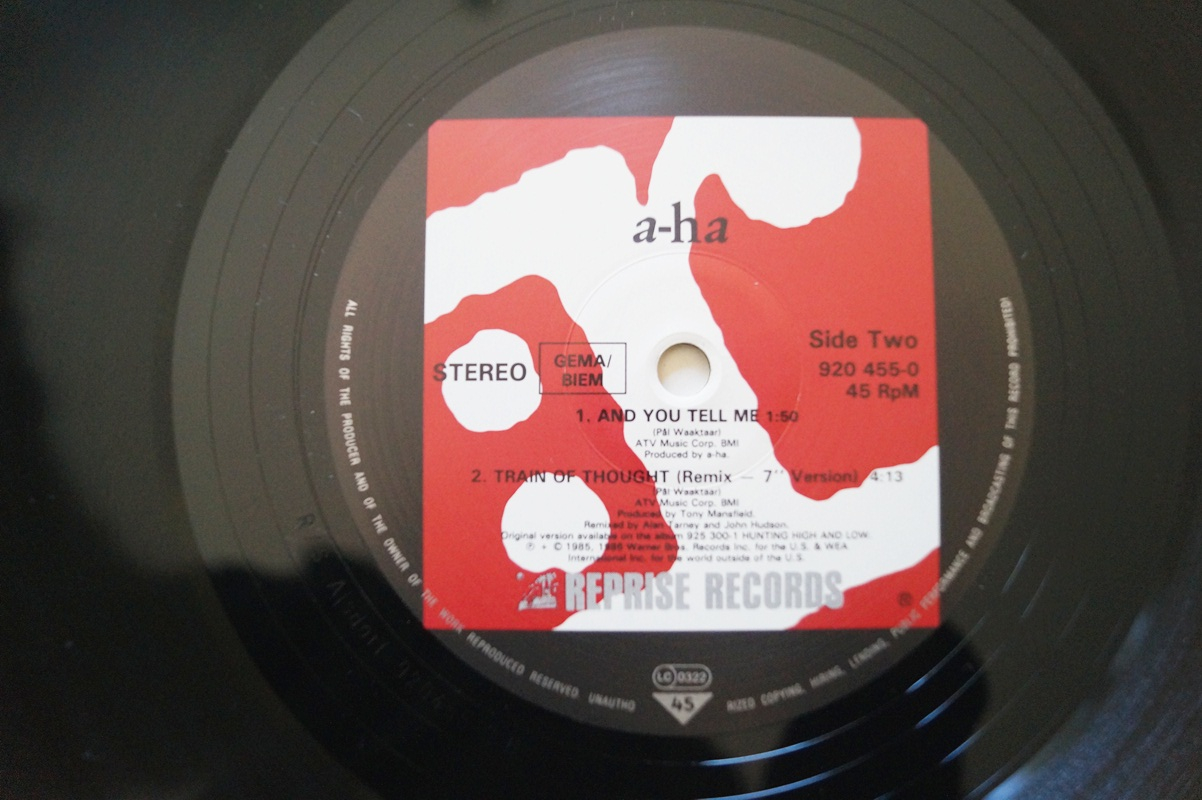 a-ha
STEREO
GEMA/
BIEM
Side Two
920 455-0
45 RpM
1. AND YOU TELL ME 1:50
(Pål Waaktaar)
ATV Music Corp. BMI
Produced by a-ha.
2. TRAIN OF THOUGHT (Remix — 7'' Version) 4:13
(Pål Waaktaar)
ATV Music Corp. BMI
Produced by Tony Mansfield.
Remixed by Alan Tarney and John Hudson.
Original version available on the album 925 300-1 HUNTING HIGH AND LOW.
℗ + © 1985, 1986 Warner Bros. Records Inc. for the U.S. & WEA
International Inc. for the world outside of the U.S.
REPRISE RECORDS
ALL RIGHTS OF THE PRODUCER AND OF THE OWNER OF THE WORK REPRODUCED RESERVED. UNAUTHO
RIZED COPYING, HIRING, LENDING, PUBLIC PERFORMANCE AND BROADCASTING OF THIS RECORD PROHIBITED!
LC 0322
45